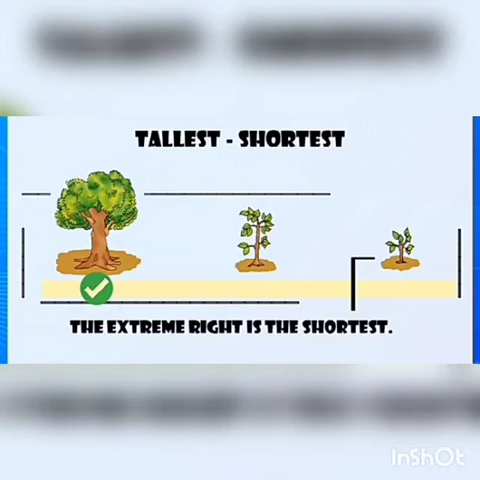 TALLEST - SHORTEST
THE EXTREME RIGHT IS THE SHORTEST.
InShOt